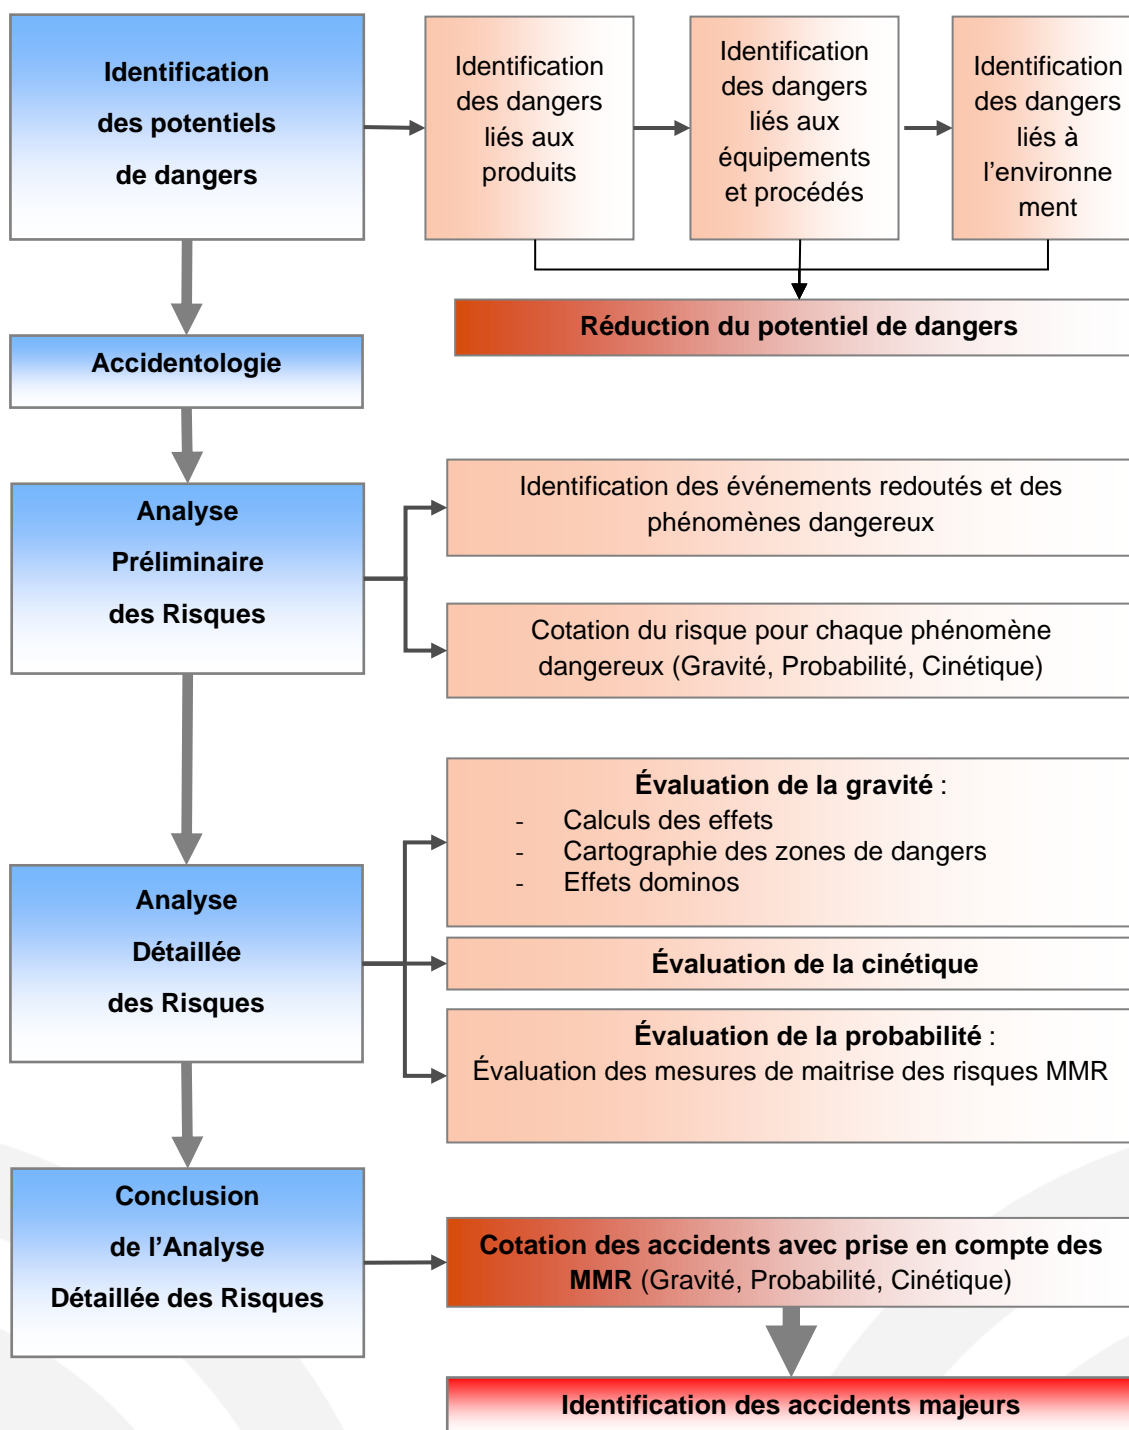 Identification
des potentiels
de dangers
Identification
des dangers
liés aux
produits
Identification
des dangers
liés aux
équipements
et procédés
Identification
des dangers
liés à
l’environne
ment
Réduction du potentiel de dangers
Accidentologie
Analyse
Préliminaire
des Risques
Identification des événements redoutés et des
phénomènes dangereux
Cotation du risque pour chaque phénomène
dangereux (Gravité, Probabilité, Cinétique)
Analyse
Détaillée
des Risques
Évaluation de la gravité :
- Calculs des effets
- Cartographie des zones de dangers
- Effets dominos
Évaluation de la cinétique
Évaluation de la probabilité :
Évaluation des mesures de maitrise des risques MMR
Conclusion
de l’Analyse
Détaillée des Risques
Cotation des accidents avec prise en compte des
MMR (Gravité, Probabilité, Cinétique)
Identification des accidents majeurs